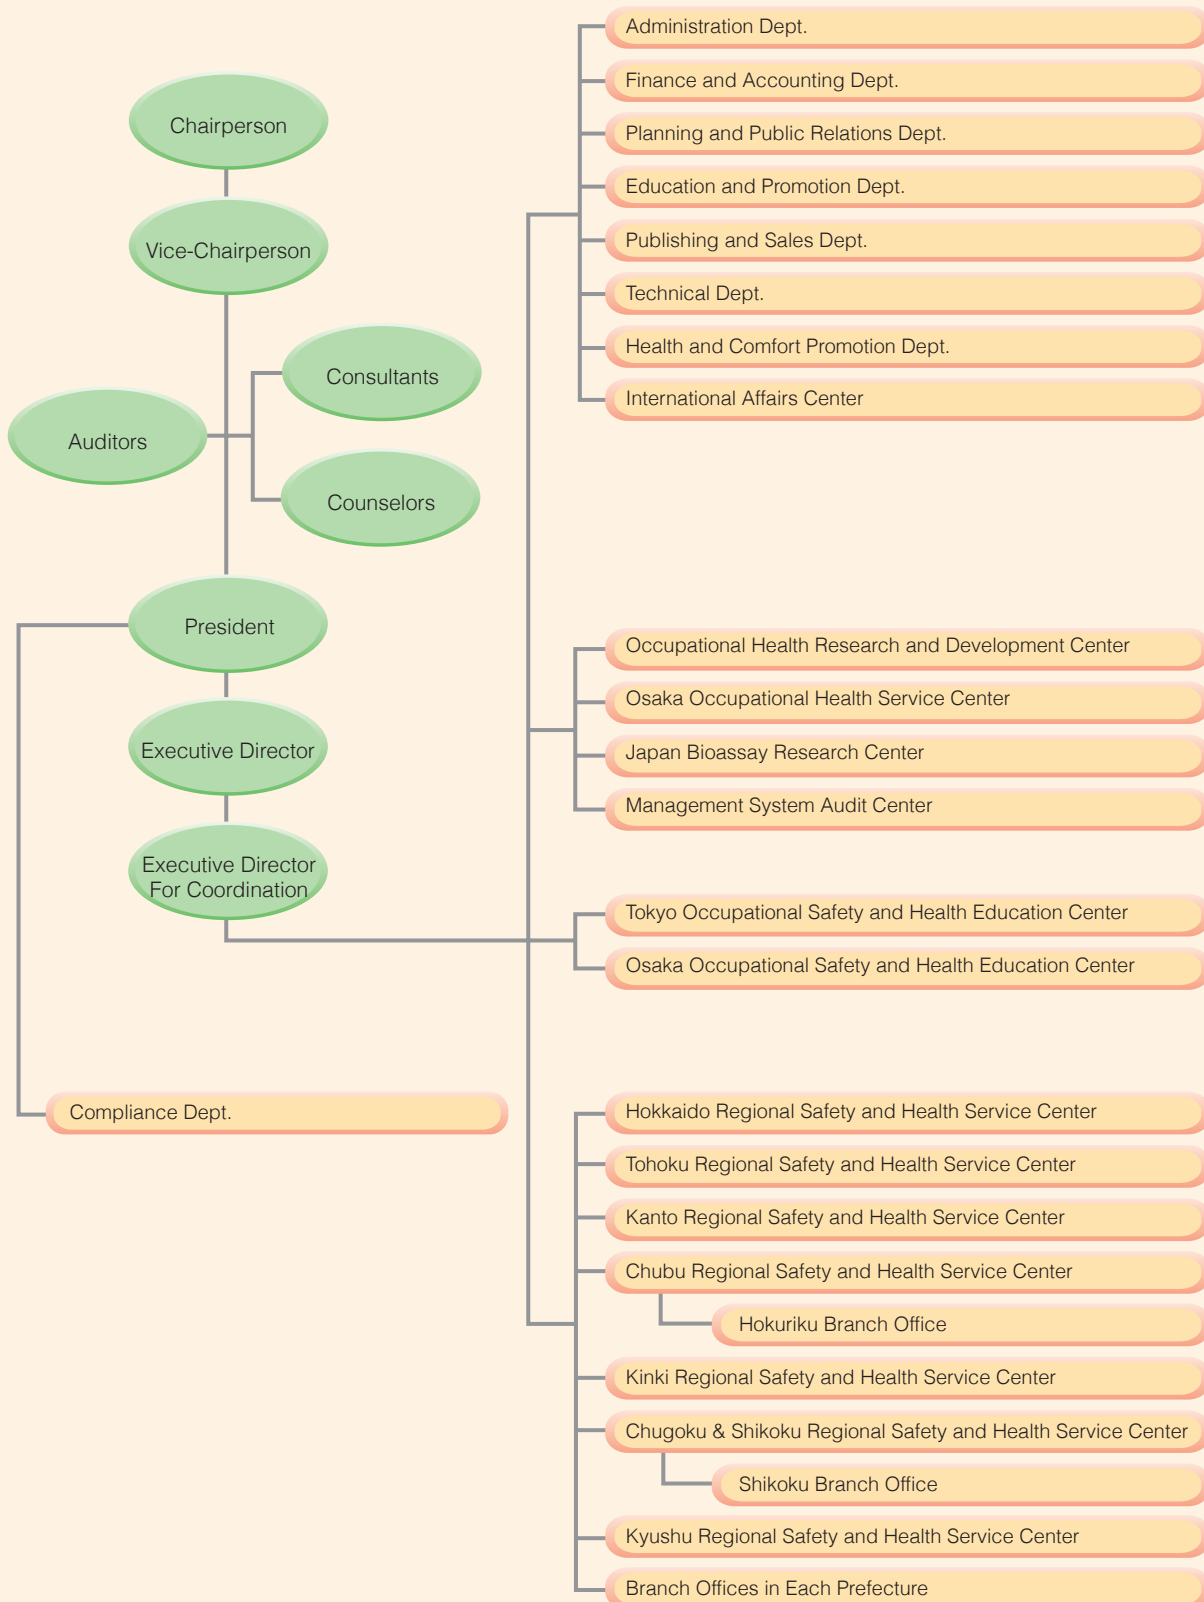 Chairperson
Vice-Chairperson
Consultants
Auditors
Counselors
President
Executive Director
Executive Director
For Coordination
Compliance Dept.
Administration Dept.
Finance and Accounting Dept.
Planning and Public Relations Dept.
Education and Promotion Dept.
Publishing and Sales Dept.
Technical Dept.
Health and Comfort Promotion Dept.
International Affairs Center
Occupational Health Research and Development Center
Osaka Occupational Health Service Center
Japan Bioassay Research Center
Management System Audit Center
Tokyo Occupational Safety and Health Education Center
Osaka Occupational Safety and Health Education Center
Hokkaido Regional Safety and Health Service Center
Tohoku Regional Safety and Health Service Center
Kanto Regional Safety and Health Service Center
Chubu Regional Safety and Health Service Center
Hokuriku Branch Office
Kinki Regional Safety and Health Service Center
Chugoku & Shikoku Regional Safety and Health Service Center
Shikoku Branch Office
Kyushu Regional Safety and Health Service Center
Branch Offices in Each Prefecture